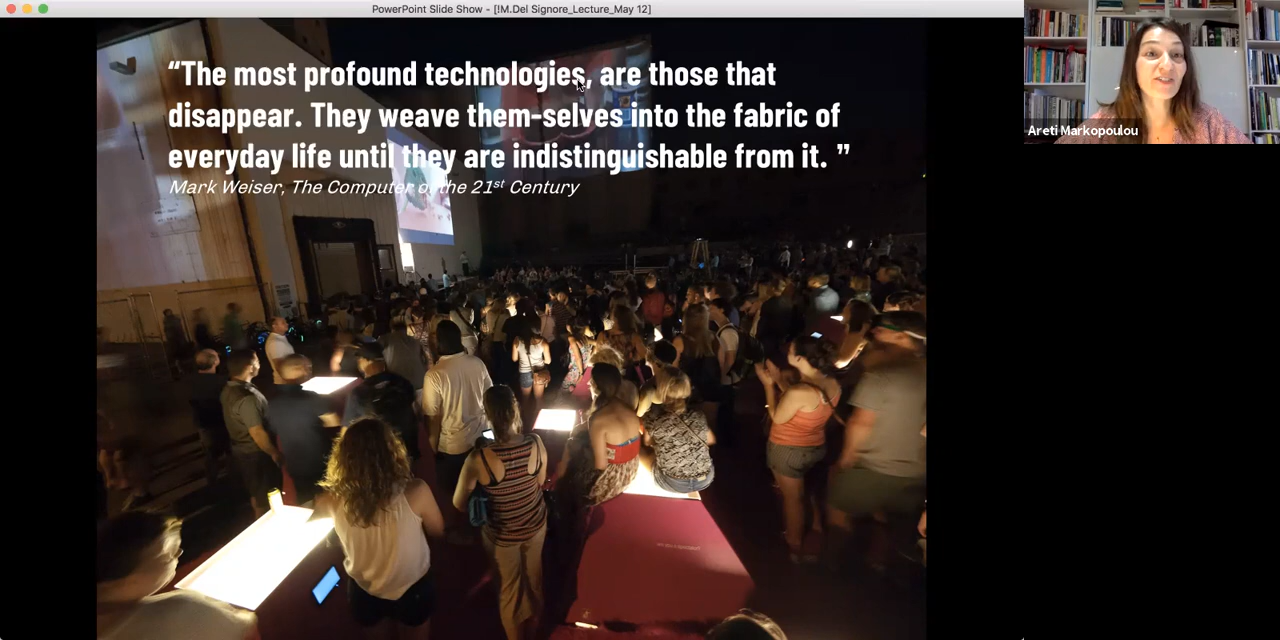 PowerPoint Slide Show - [!M.Del Signore_Lecture_May 12]
“The most profound technologies, are those that
disappear. They weave them-selves into the fabric of
everyday life until they are indistinguishable from it. ”
Mark Weiser, The Computer of the 21st Century
Areti Markopoulou